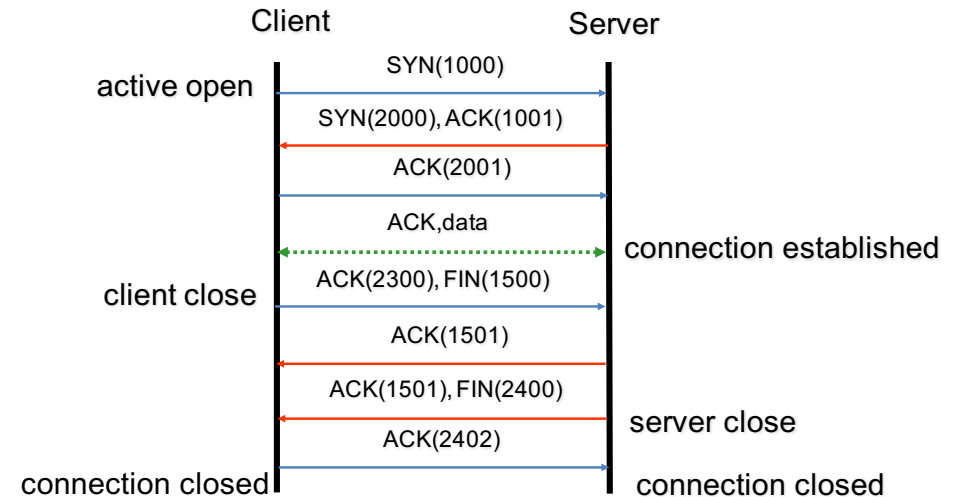 Client
Server
SYN(1000)
active open
SYN(2000), ACK(1001)
ACK(2001)
ACK,data
connection established
ACK(2300), FIN(1500)
client close
ACK(1501)
ACK(1501), FIN(2400)
server close
ACK(2402)
connection closed
connection closed